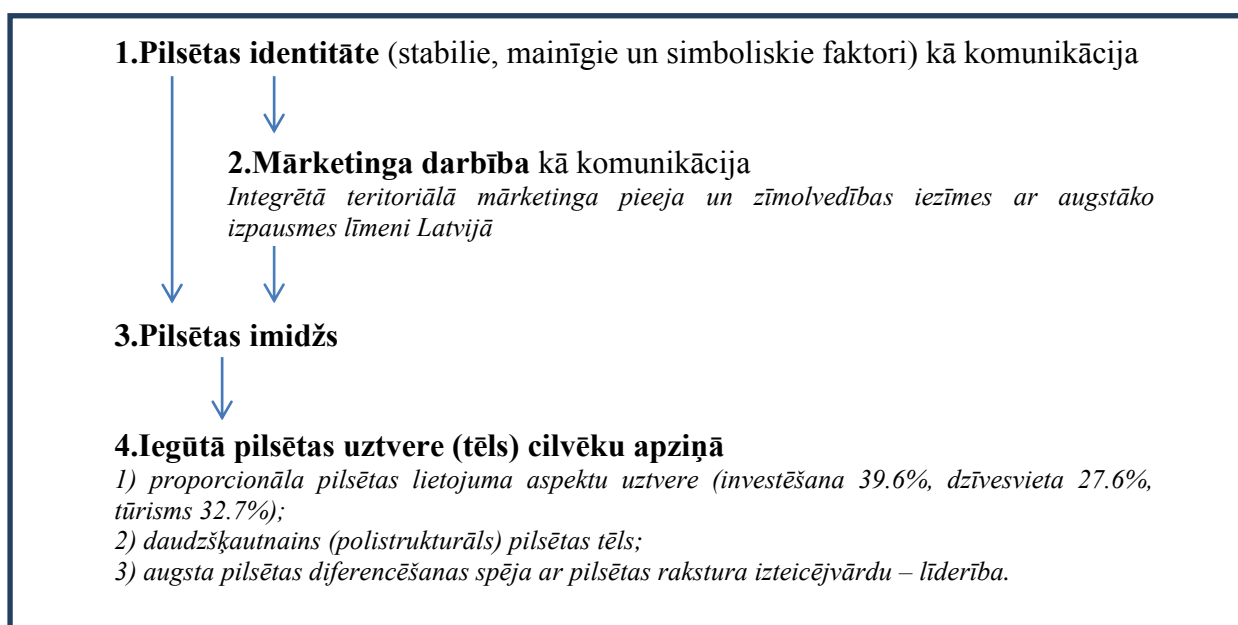 1.Pilsētas identitāte (stabilie, mainīgie un simboliskie faktori) kā komunikācija
2.Mārketinga darbība kā komunikācija
Integrētā teritoriālā mārketinga pieeja un zīmolvedības iezīmes ar augstāko
izpausmes līmeni Latvijā
3.Pilsētas imidžs
4.Iegūtā pilsētas uztvere (tēls) cilvēku apziņā
1) proporcionāla pilsētas lietojuma aspektu uztvere (investēšana 39.6%, dzīvesvieta 27.6%,
tūrisms 32.7%);
2) daudzšķautnains (polistrukturāls) pilsētas tēls;
3) augsta pilsētas diferencēšanas spēja ar pilsētas rakstura izteicējvārdu – līderība.